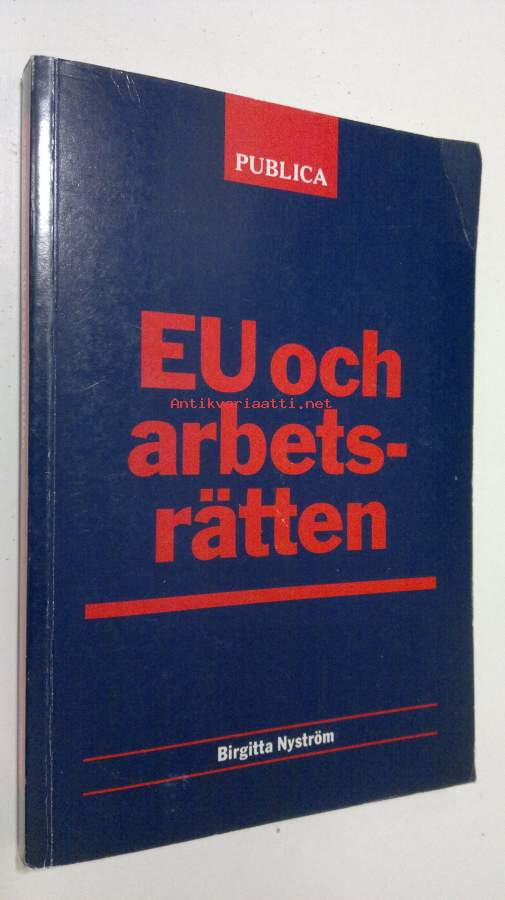 PUBLICA
EU och
Antikvariaatti.net
arbets-
rätten
Birgitta Nyström